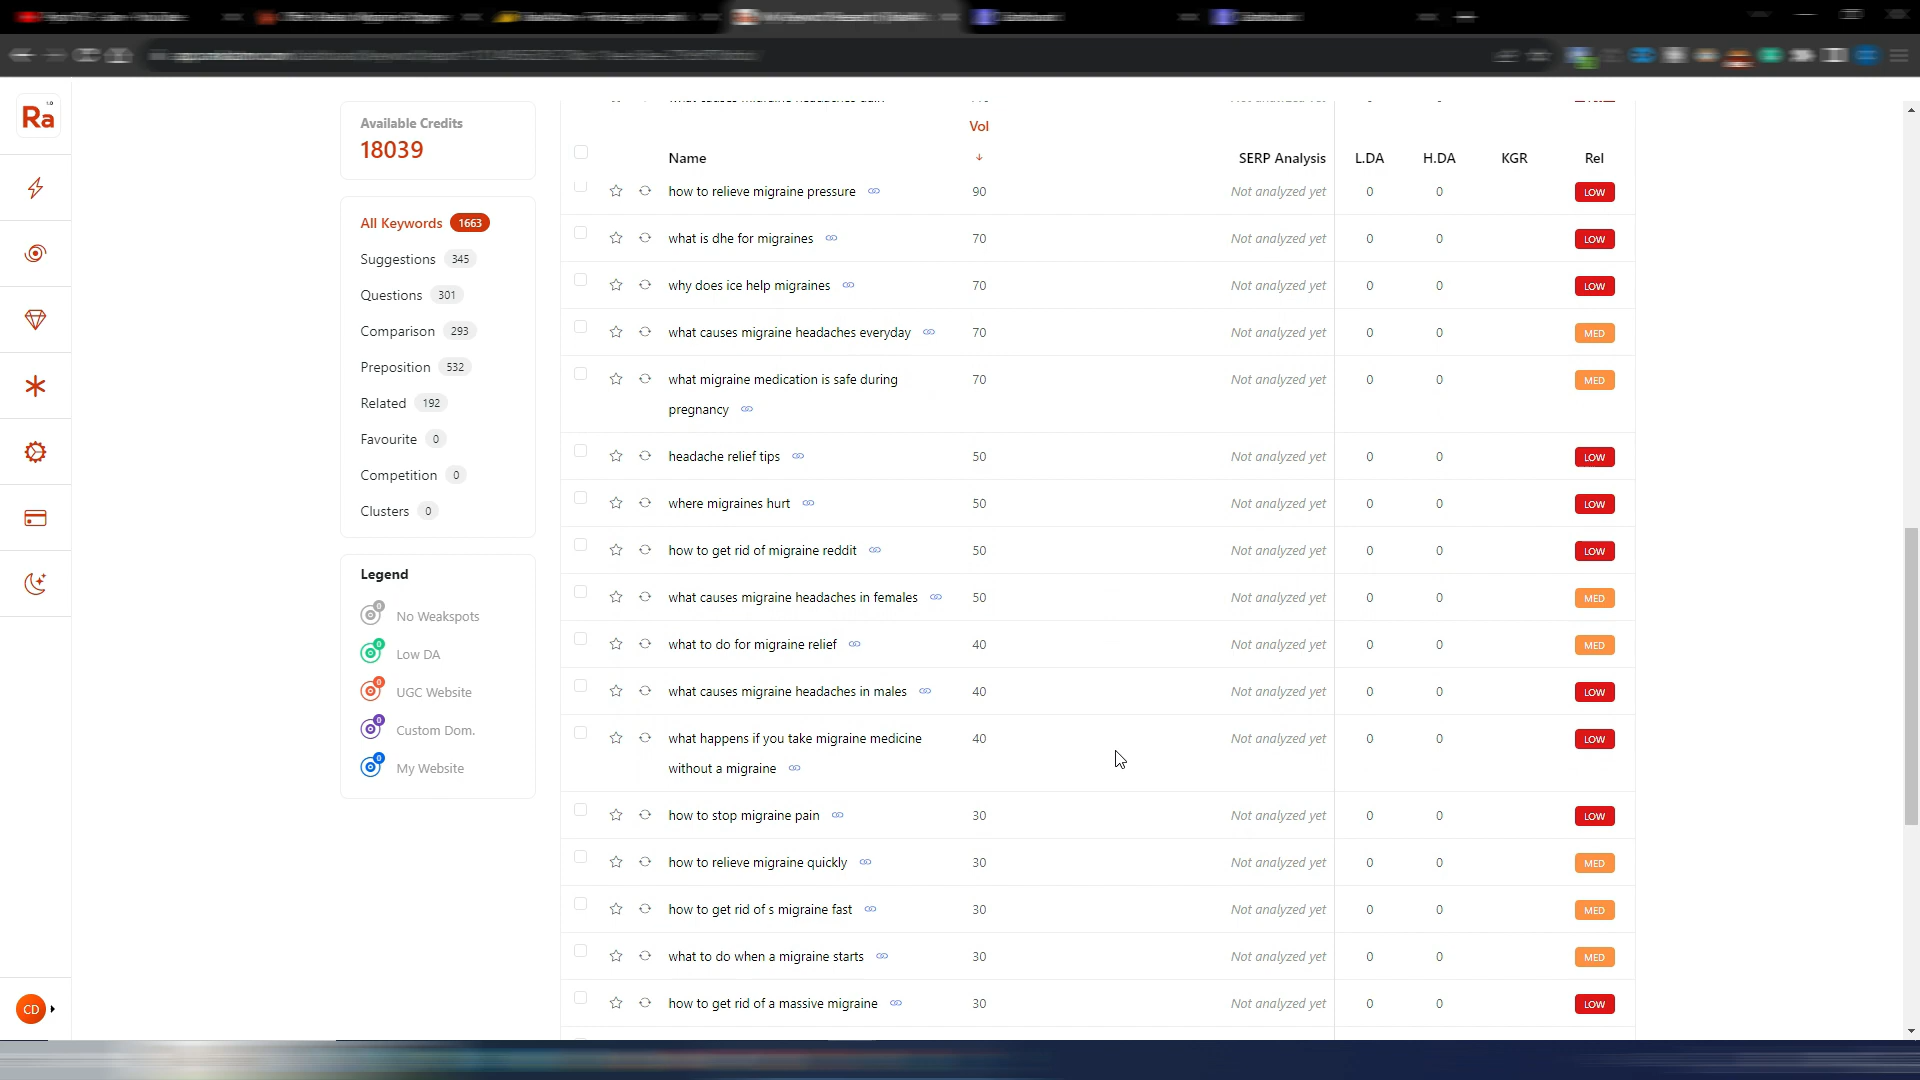 Ra
1.0
Available Credits
18039
All Keywords 1663
Suggestions 345
Questions 301
Comparison 293
Preposition 532
Related 192
Favourite 0
Competition 0
Clusters 0
Legend
0 No Weakspots
0 Low DA
0 UGC Website
0 Custom Dom.
0 My Website
CD
Vol
Name SERP Analysis L.DA H.DA KGR Rel
how to relieve migraine pressure 90 Not analyzed yet 0 0 LOW
what is dhe for migraines 70 Not analyzed yet 0 0 LOW
why does ice help migraines 70 Not analyzed yet 0 0 LOW
what causes migraine headaches everyday 70 Not analyzed yet 0 0 MED
what migraine medication is safe during 70 Not analyzed yet 0 0 MED
pregnancy
headache relief tips 50 Not analyzed yet 0 0 LOW
where migraines hurt 50 Not analyzed yet 0 0 LOW
how to get rid of migraine reddit 50 Not analyzed yet 0 0 LOW
what causes migraine headaches in females 50 Not analyzed yet 0 0 MED
what to do for migraine relief 40 Not analyzed yet 0 0 MED
what causes migraine headaches in males 40 Not analyzed yet 0 0 LOW
what happens if you take migraine medicine 40 Not analyzed yet 0 0 LOW
without a migraine
how to stop migraine pain 30 Not analyzed yet 0 0 LOW
how to relieve migraine quickly 30 Not analyzed yet 0 0 MED
how to get rid of s migraine fast 30 Not analyzed yet 0 0 MED
what to do when a migraine starts 30 Not analyzed yet 0 0 MED
how to get rid of a massive migraine 30 Not analyzed yet 0 0 LOW